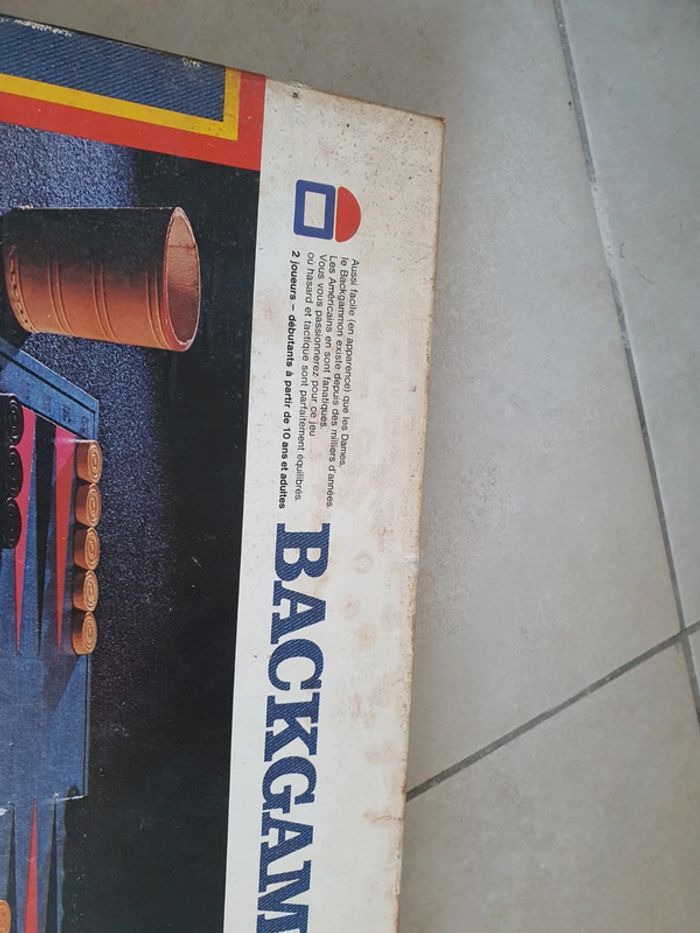 Aussi facile (en apparence) que les Dames,
le Backgammon existe depuis des milliers d'années.
Les Américains en sont fanatiques.
Vous vous passionnerez pour ce jeu
où hasard et tactique sont parfaitement équilibrés.
2 joueurs – débutants à partir de 10 ans et adultes
BACKGAM